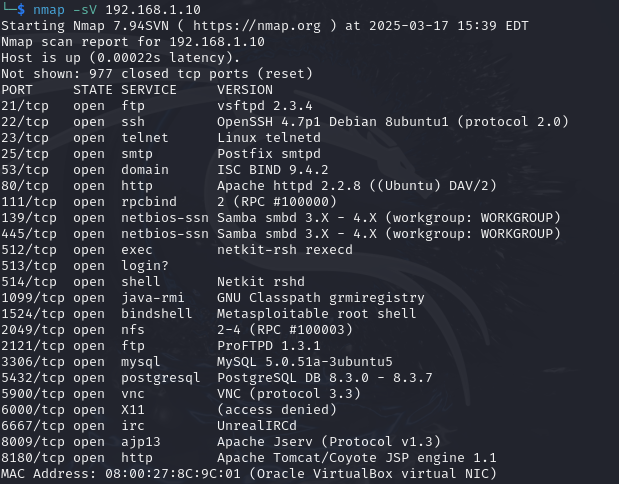 └─$ nmap -sV 192.168.1.10
Starting Nmap 7.94SVN ( https://nmap.org ) at 2025-03-17 15:39 EDT
Nmap scan report for 192.168.1.10
Host is up (0.00022s latency).
Not shown: 977 closed tcp ports (reset)
PORT     STATE SERVICE     VERSION
21/tcp   open  ftp         vsftpd 2.3.4
22/tcp   open  ssh         OpenSSH 4.7p1 Debian 8ubuntu1 (protocol 2.0)
23/tcp   open  telnet      Linux telnetd
25/tcp   open  smtp        Postfix smtpd
53/tcp   open  domain      ISC BIND 9.4.2
80/tcp   open  http        Apache httpd 2.2.8 ((Ubuntu) DAV/2)
111/tcp  open  rpcbind     2 (RPC #100000)
139/tcp  open  netbios-ssn Samba smbd 3.X - 4.X (workgroup: WORKGROUP)
445/tcp  open  netbios-ssn Samba smbd 3.X - 4.X (workgroup: WORKGROUP)
512/tcp  open  exec        netkit-rsh rexecd
513/tcp  open  login?
514/tcp  open  shell       Netkit rshd
1099/tcp open  java-rmi    GNU Classpath grmiregistry
1524/tcp open  bindshell   Metasploitable root shell
2049/tcp open  nfs         2-4 (RPC #100003)
2121/tcp open  ftp         ProFTPD 1.3.1
3306/tcp open  mysql       MySQL 5.0.51a-3ubuntu5
5432/tcp open  postgresql  PostgreSQL DB 8.3.0 - 8.3.7
5900/tcp open  vnc         VNC (protocol 3.3)
6000/tcp open  X11         (access denied)
6667/tcp open  irc         UnrealIRCd
8009/tcp open  ajp13       Apache Jserv (Protocol v1.3)
8180/tcp open  http        Apache Tomcat/Coyote JSP engine 1.1
MAC Address: 08:00:27:8C:9C:01 (Oracle VirtualBox virtual NIC)